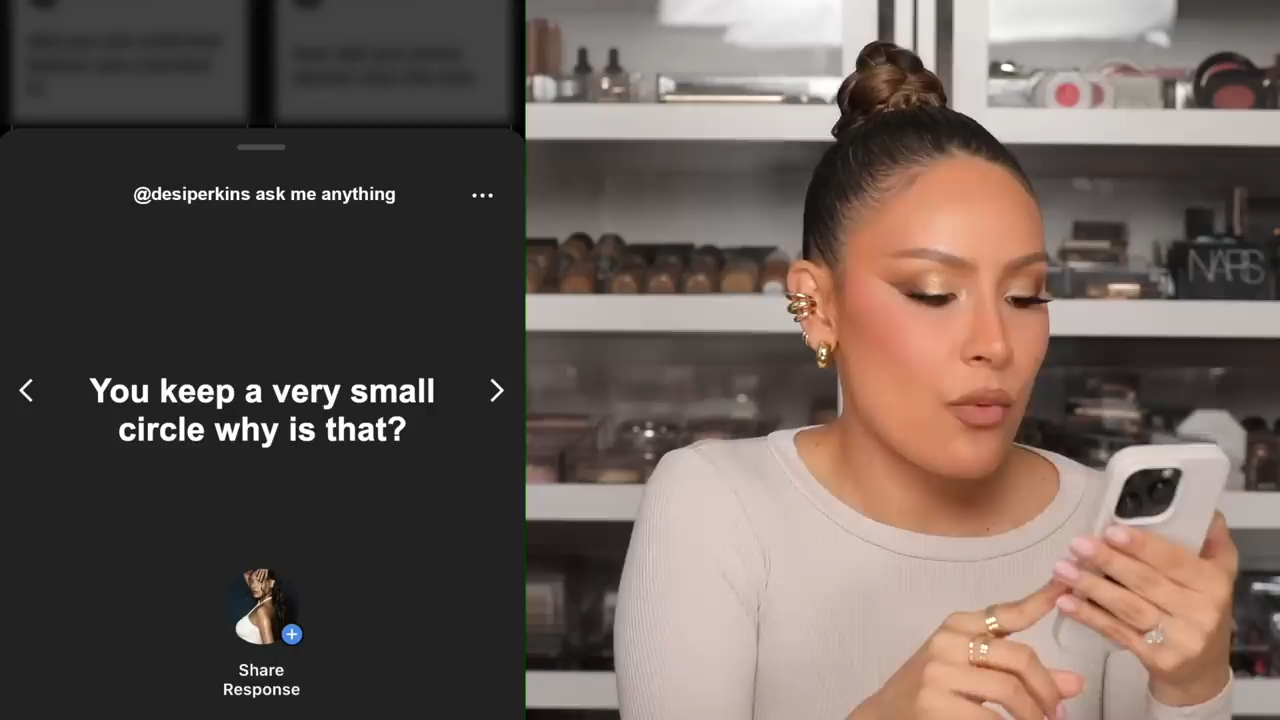 @desiperkins ask me anything
You keep a very small
circle why is that?
Share
Response
NARS